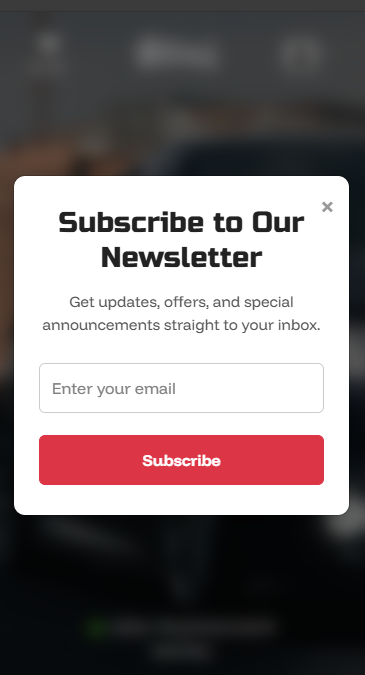 ×
Subscribe to Our
Newsletter
Get updates, offers, and special
announcements straight to your inbox.
Enter your email
Subscribe